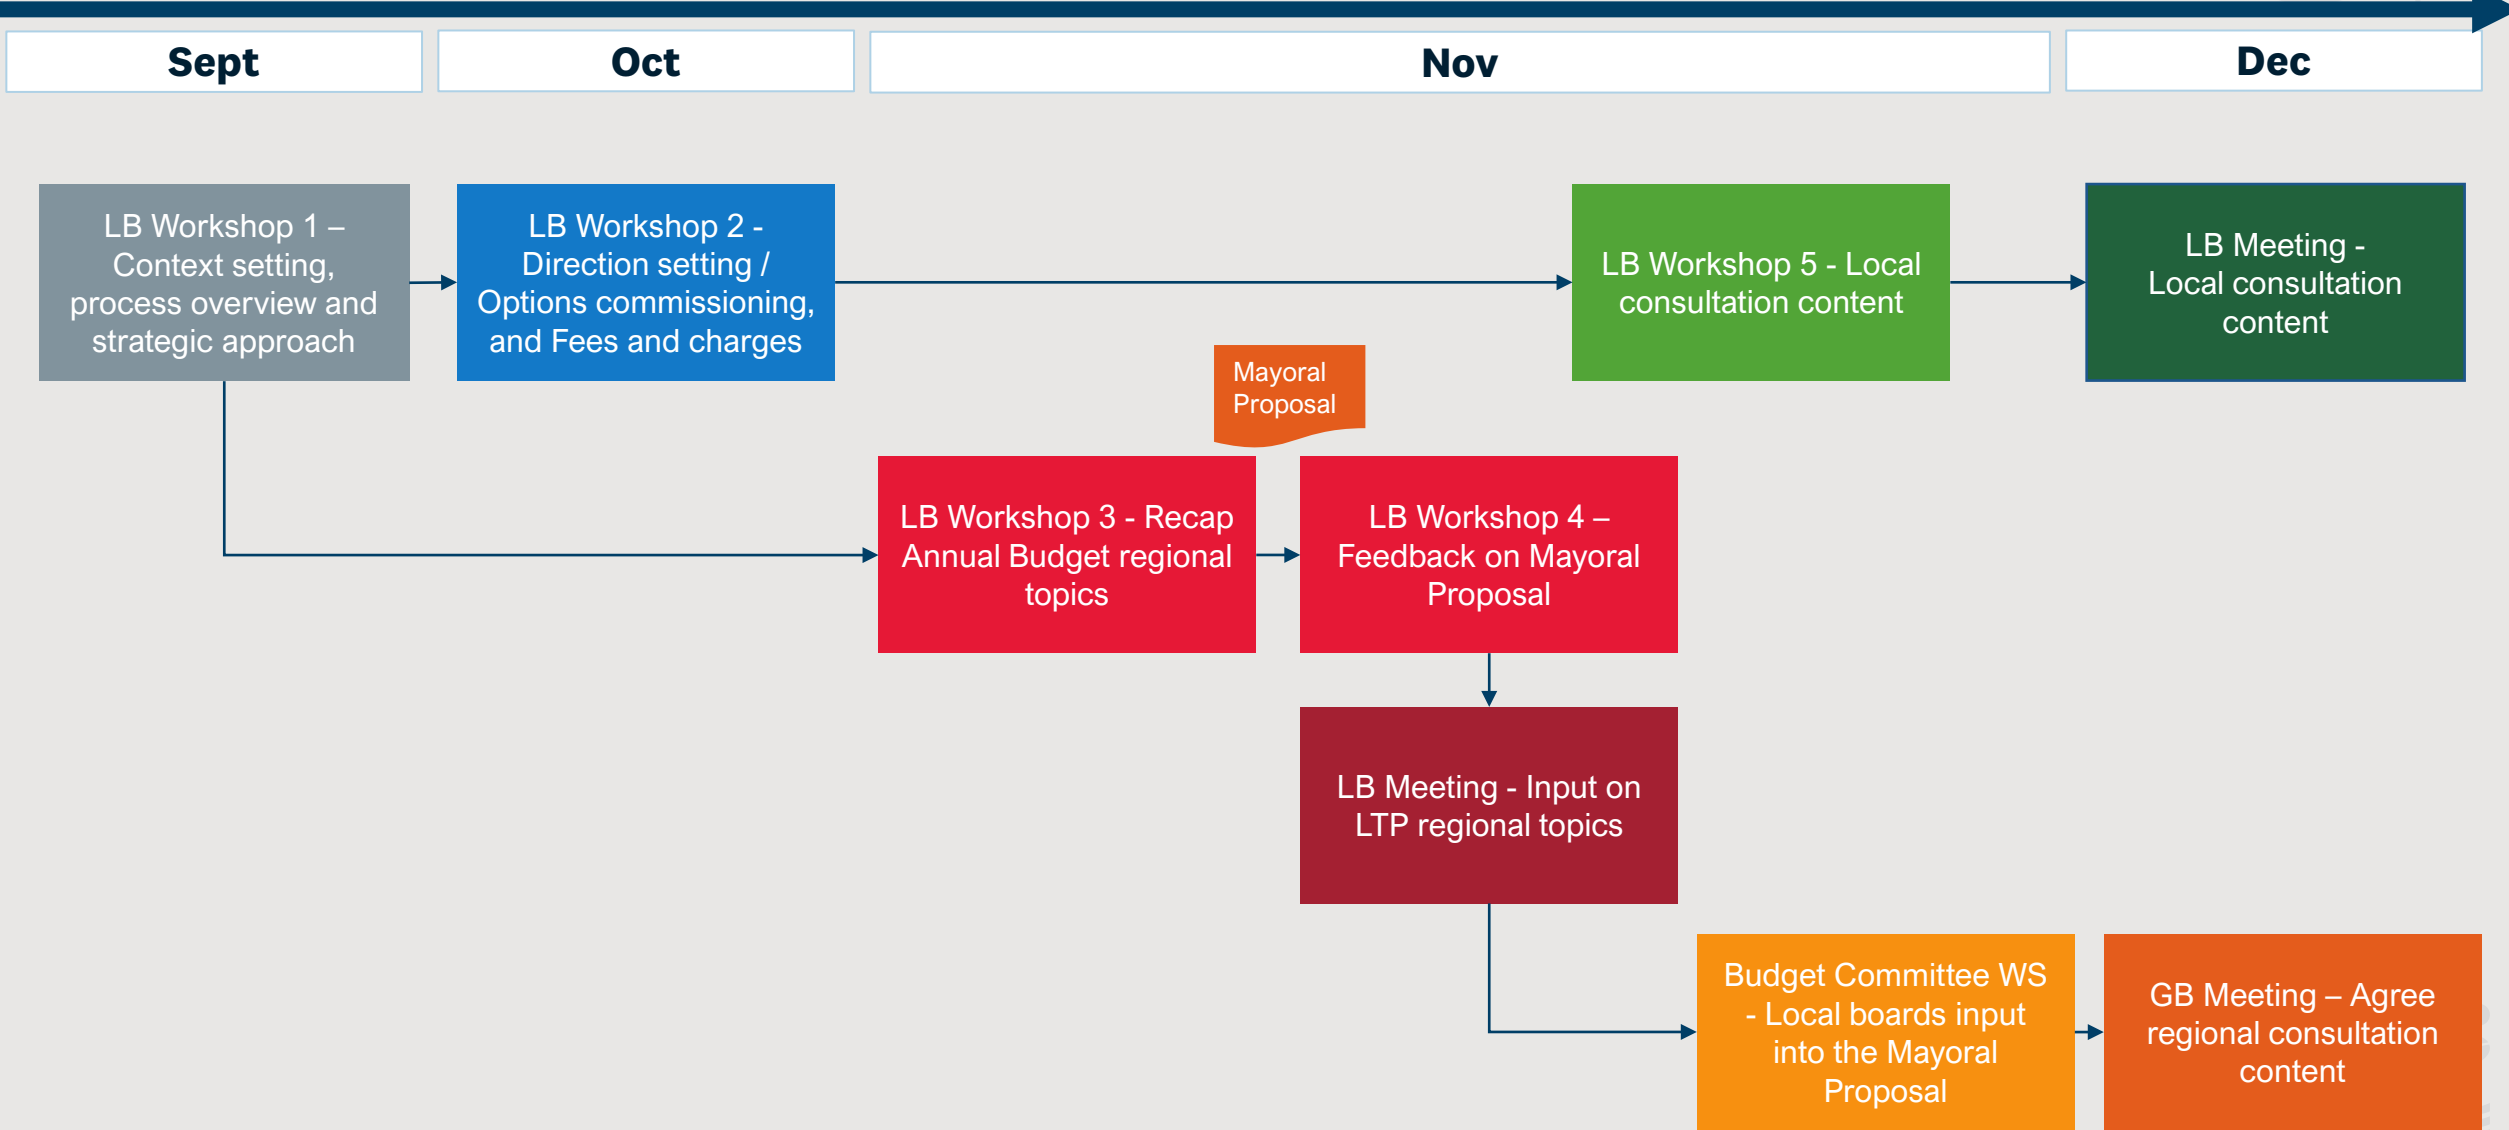 Sept
Oct
Nov
Dec
LB Workshop 1 –
Context setting,
process overview and
strategic approach
LB Workshop 2 -
Direction setting /
Options commissioning,
and Fees and charges
LB Workshop 5 - Local
consultation content
LB Meeting -
Local consultation
content
Mayoral
Proposal
LB Workshop 3 - Recap
Annual Budget regional
topics
LB Workshop 4 –
Feedback on Mayoral
Proposal
LB Meeting - Input on
LTP regional topics
Budget Committee WS
- Local boards input
into the Mayoral
Proposal
GB Meeting – Agree
regional consultation
content